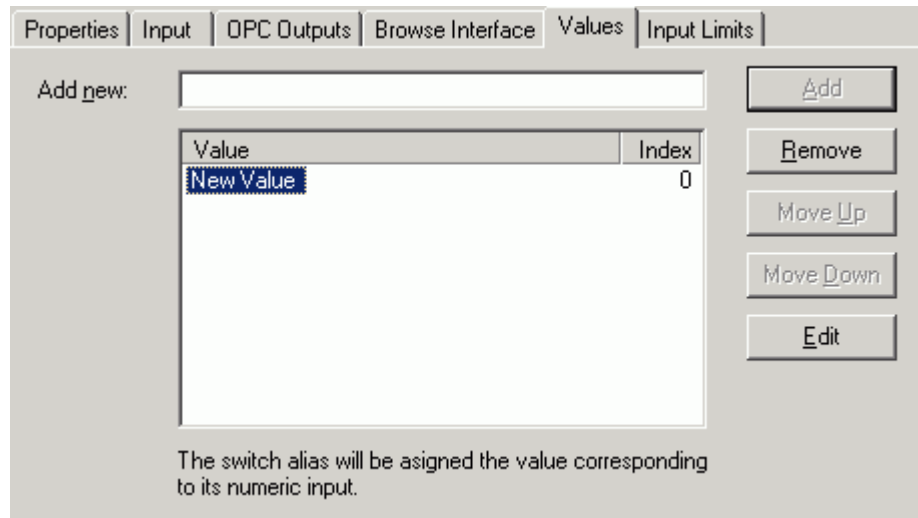 Properties Input OPC Outputs Browse Interface Values Input Limits
Add new: Add
Value Index Remove
New Value 0
Move Up
Move Down
Edit
The switch alias will be asigned the value corresponding
to its numeric input.